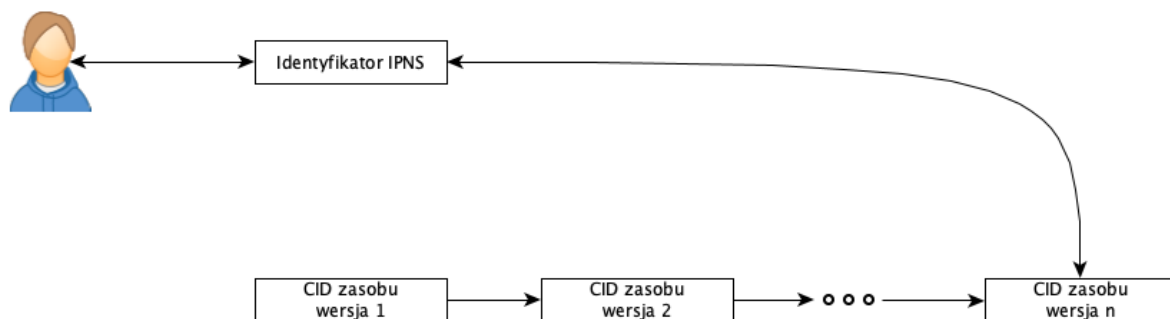 Identyfikator IPNS
CID zasobu
wersja 1
CID zasobu
wersja 2
CID zasobu
wersja n